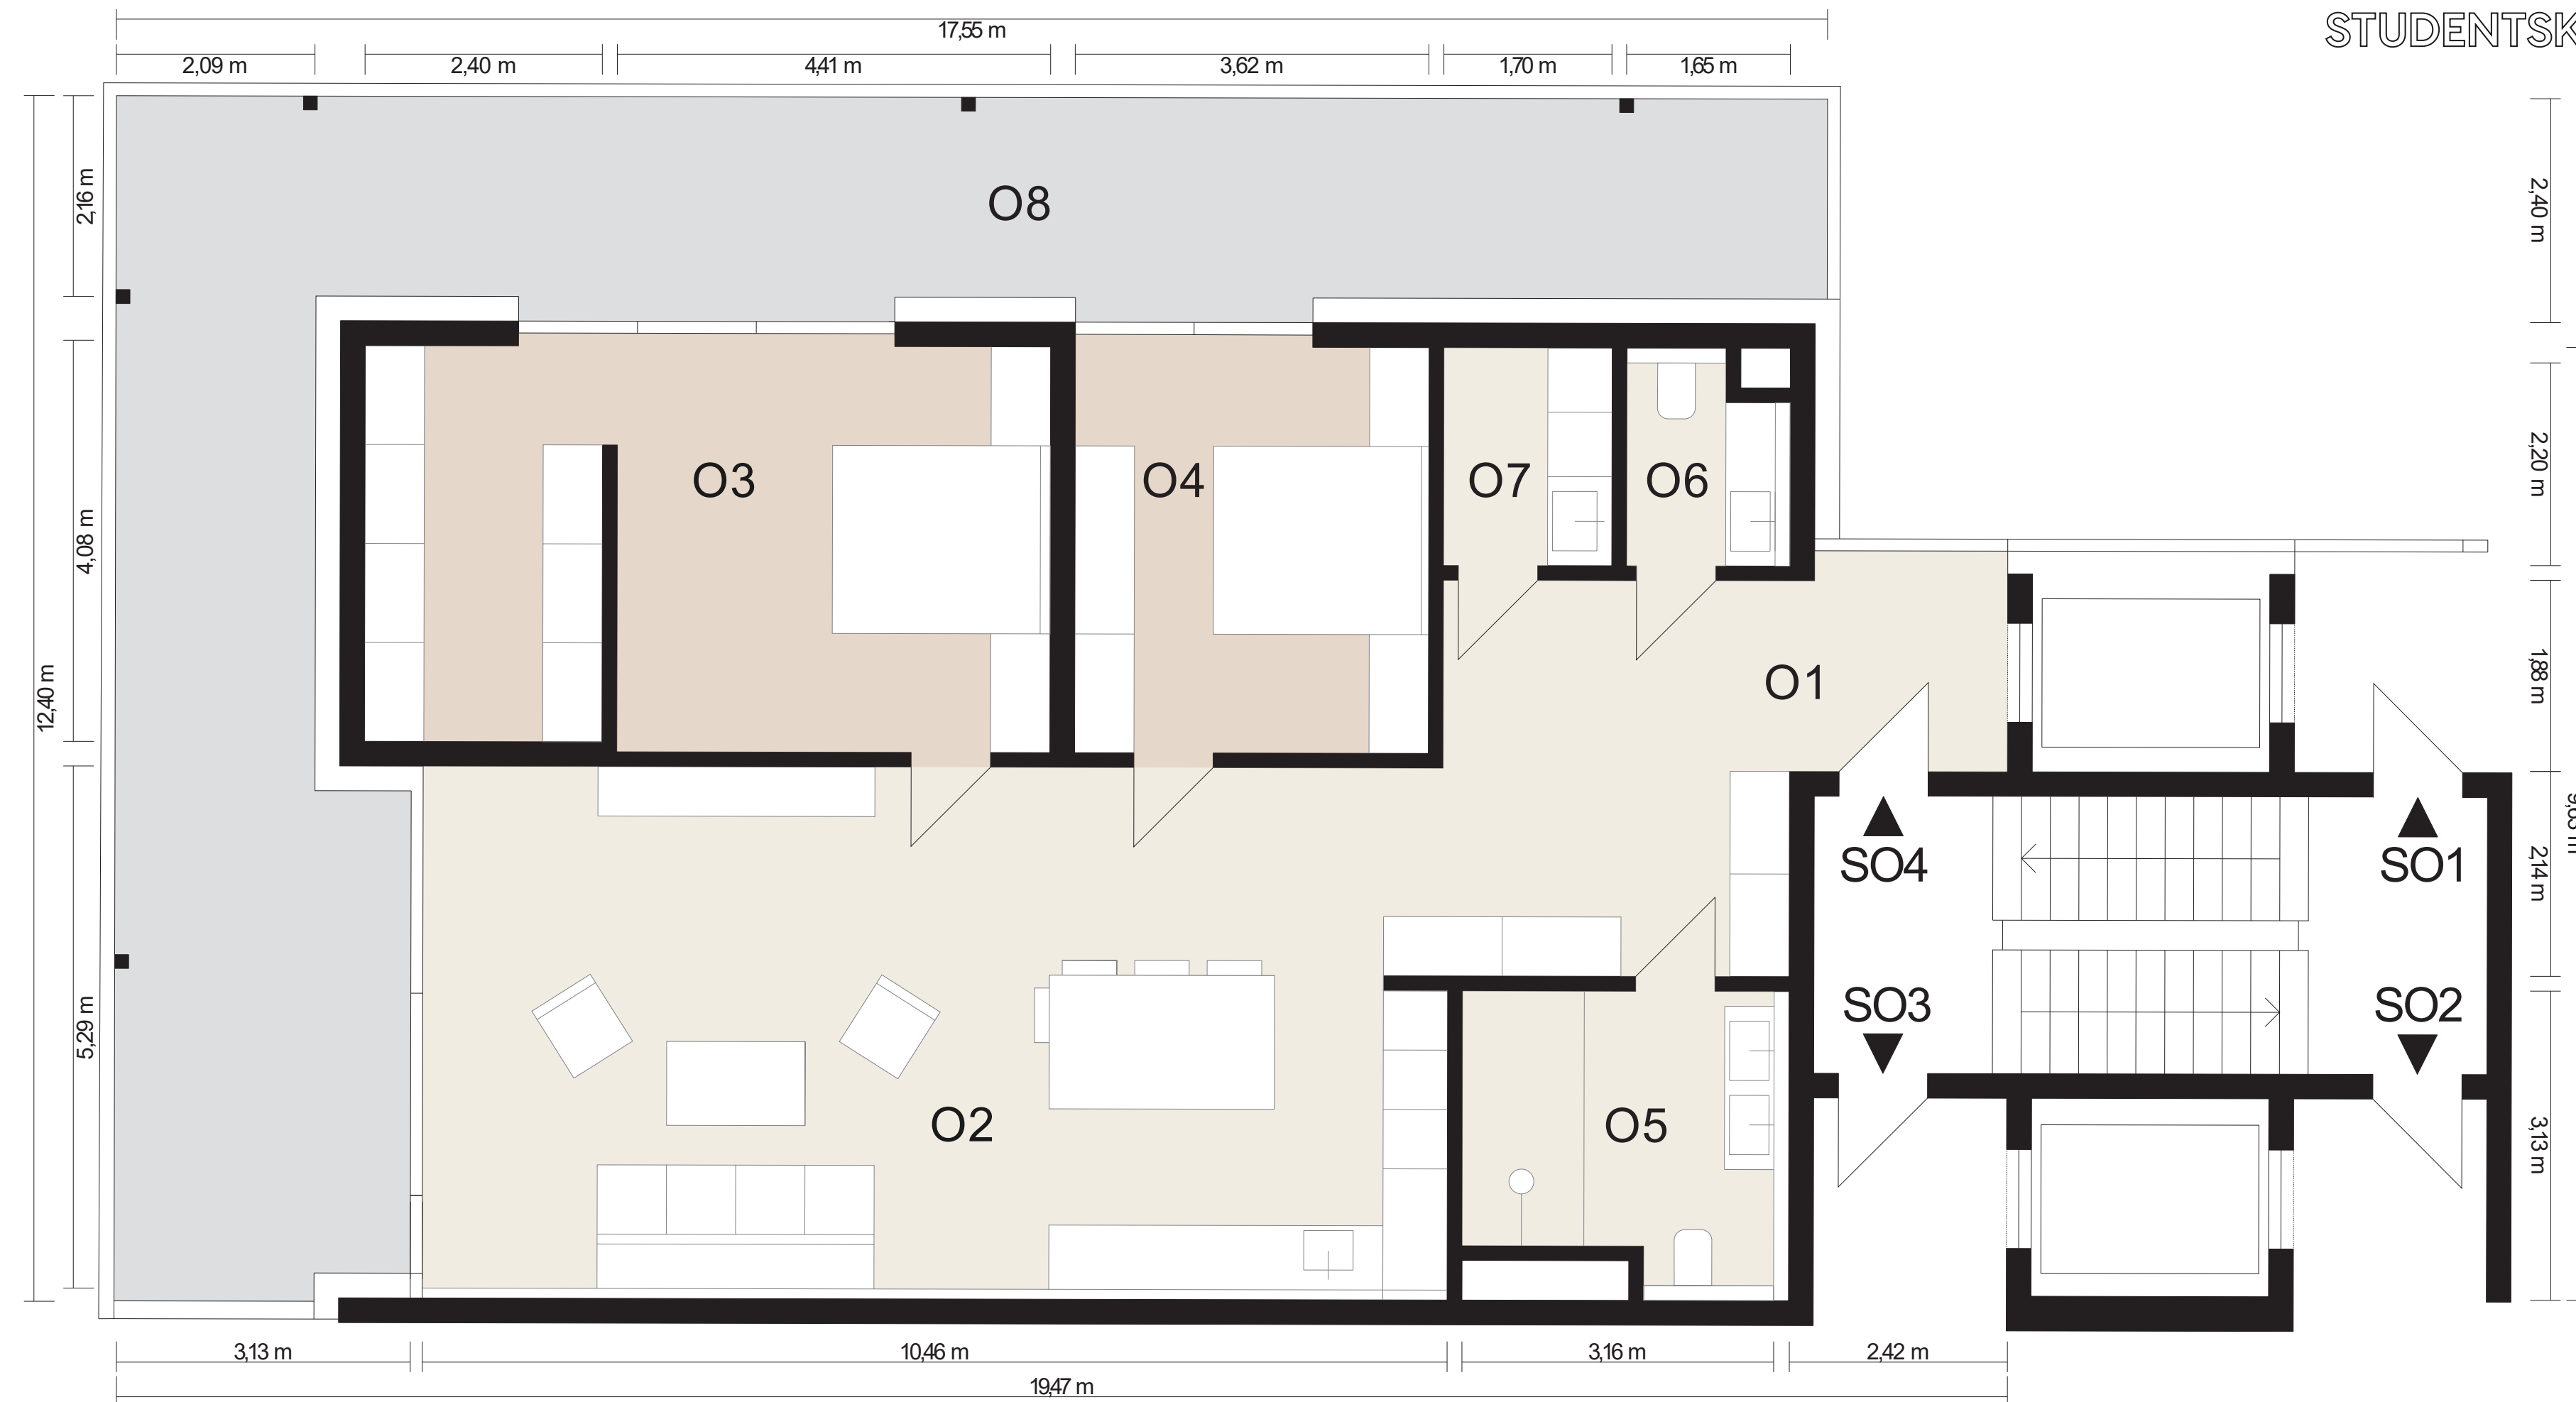 STUDENTSK
17,55 m
2,09 m
2,40 m
4,41 m
3,62 m
1,70 m
1,65 m
2,16 m
2,40 m
O8
4,08 m
O3
O4
O7
O6
2,20 m
12,40 m
O1
1,88 m
SO4
SO1
2,14 m
5,29 m
SO3
SO2
O2
O5
3,13 m
3,13 m
10,46 m
3,16 m
2,42 m
19,47 m